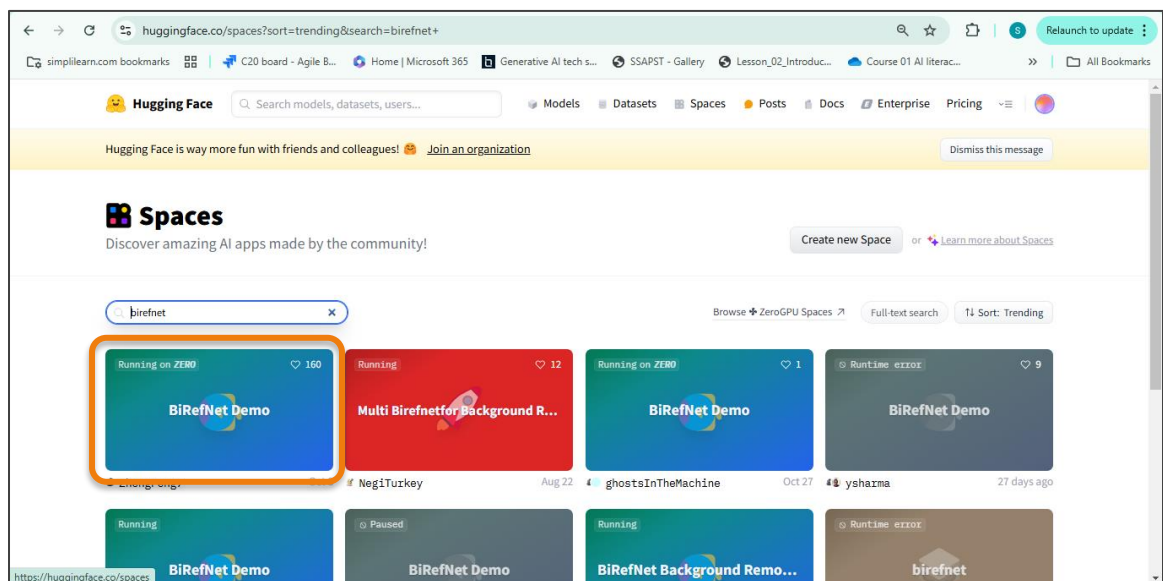 huggingface.co/spaces?sort=trending&search=birefnet+
S
Relaunch to update
simplilearn.com bookmarks
C20 board - Agile B...
Home | Microsoft 365
Generative AI tech s...
SSAPST - Gallery
Lesson_02_Introduc...
Course 01 AI literac...
»
All Bookmarks
Hugging Face
Search models, datasets, users...
Models
Datasets
Spaces
Posts
Docs
Enterprise
Pricing
Hugging Face is way more fun with friends and colleagues! 🤗 Join an organization
Dismiss this message
Spaces
Discover amazing AI apps made by the community!
Create new Space
or
Learn more about Spaces
birefnet
Browse ZeroGPU Spaces
Full-text search
Sort: Trending
Running on ZERO
160
BiRefNet Demo
Running
12
Multi Birefnetfor Background R...
NegiTurkey
Aug 22
Running on ZERO
1
BiRefNet Demo
ghostsInTheMachine
Oct 27
Runtime error
9
BiRefNet Demo
ysharma
27 days ago
Running
BiRefNet Demo
Paused
BiRefNet Demo
Running
BiRefNet Background Remo...
Runtime error
birefnet
https://huggingface.co/spaces